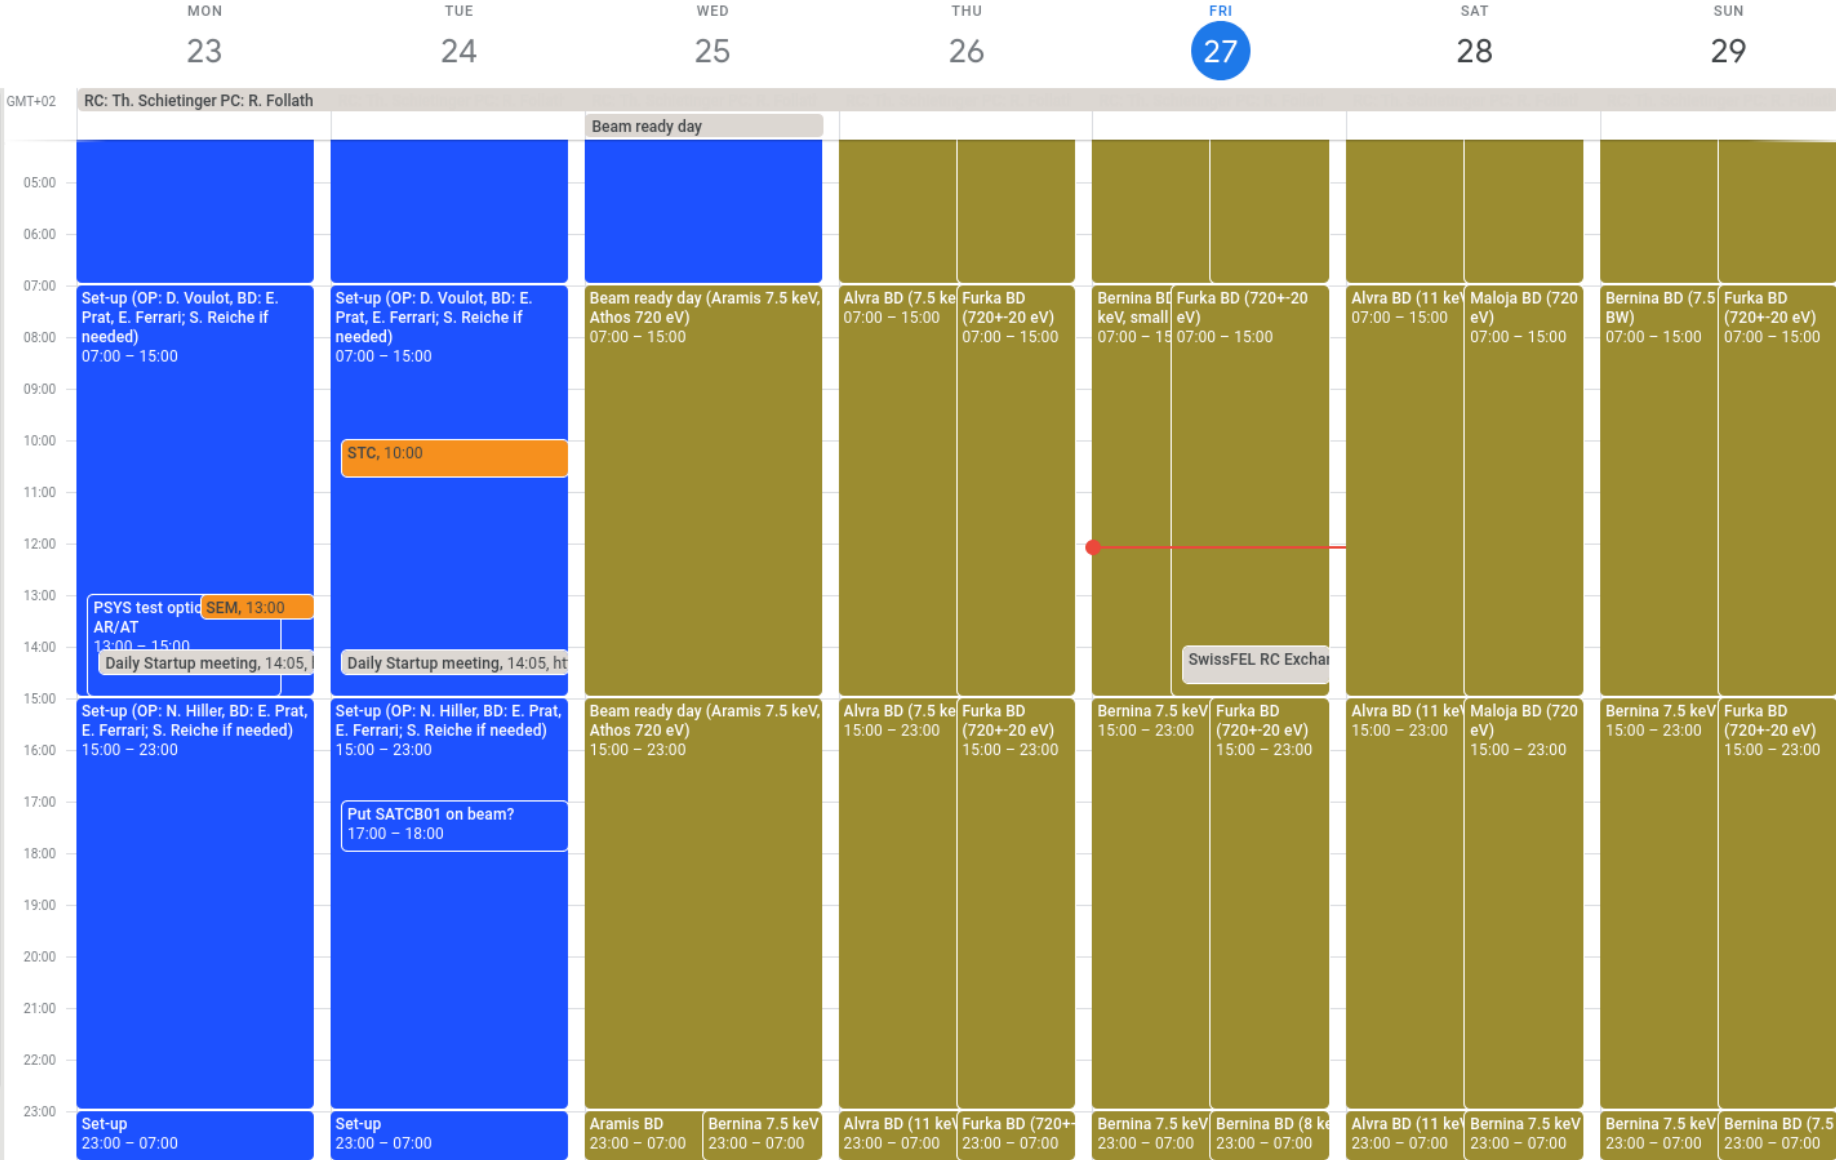 MON
23
TUE
24
WED
25
THU
26
FRI
27
SAT
28
SUN
29
GMT+02
RC: Th. Schietinger PC: R. Follath
Beam ready day
05:00
06:00
07:00
08:00
09:00
10:00
11:00
12:00
13:00
14:00
15:00
16:00
17:00
18:00
19:00
20:00
21:00
22:00
23:00
Set-up (OP: D. Voulot, BD: E.
Prat, E. Ferrari; S. Reiche if
needed)
07:00 – 15:00
PSYS test optic
AR/AT
13:00 – 15:00
SEM, 13:00
Daily Startup meeting, 14:05,
Set-up (OP: N. Hiller, BD: E. Prat,
E. Ferrari; S. Reiche if needed)
15:00 – 23:00
Set-up
23:00 – 07:00
Set-up (OP: D. Voulot, BD: E.
Prat, E. Ferrari; S. Reiche if
needed)
07:00 – 15:00
STC, 10:00
Daily Startup meeting, 14:05, ht
Set-up (OP: N. Hiller, BD: E. Prat,
E. Ferrari; S. Reiche if needed)
15:00 – 23:00
Put SATCB01 on beam?
17:00 – 18:00
Set-up
23:00 – 07:00
Beam ready day (Aramis 7.5 keV,
Athos 720 eV)
07:00 – 15:00
Beam ready day (Aramis 7.5 keV,
Athos 720 eV)
15:00 – 23:00
Aramis BD
23:00 – 07:00
Bernina 7.5 keV
23:00 – 07:00
Alvra BD (7.5 ke
07:00 – 15:00
Furka BD
(720+-20 eV)
07:00 – 15:00
Alvra BD (7.5 ke
15:00 – 23:00
Furka BD
(720+-20 eV)
15:00 – 23:00
Alvra BD (11 keV
23:00 – 07:00
Furka BD (720+-
23:00 – 07:00
Bernina BD
keV, small
07:00 – 15
Furka BD (720+-20
eV)
07:00 – 15:00
SwissFEL RC Exchan
Bernina 7.5 keV
15:00 – 23:00
Furka BD
(720+-20 eV)
15:00 – 23:00
Bernina 7.5 keV
23:00 – 07:00
Bernina BD (8 ke
23:00 – 07:00
Alvra BD (11 keV
07:00 – 15:00
Maloja BD (720
eV)
07:00 – 15:00
Alvra BD (11 keV
15:00 – 23:00
Maloja BD (720
eV)
15:00 – 23:00
Alvra BD (11 keV
23:00 – 07:00
Bernina 7.5 keV
23:00 – 07:00
Bernina BD (7.5
BW)
07:00 – 15:00
Furka BD
(720+-20 eV)
07:00 – 15:00
Bernina 7.5 keV
15:00 – 23:00
Furka BD
(720+-20 eV)
15:00 – 23:00
Bernina 7.5 keV
23:00 – 07:00
Bernina BD (7.5
23:00 – 07:00